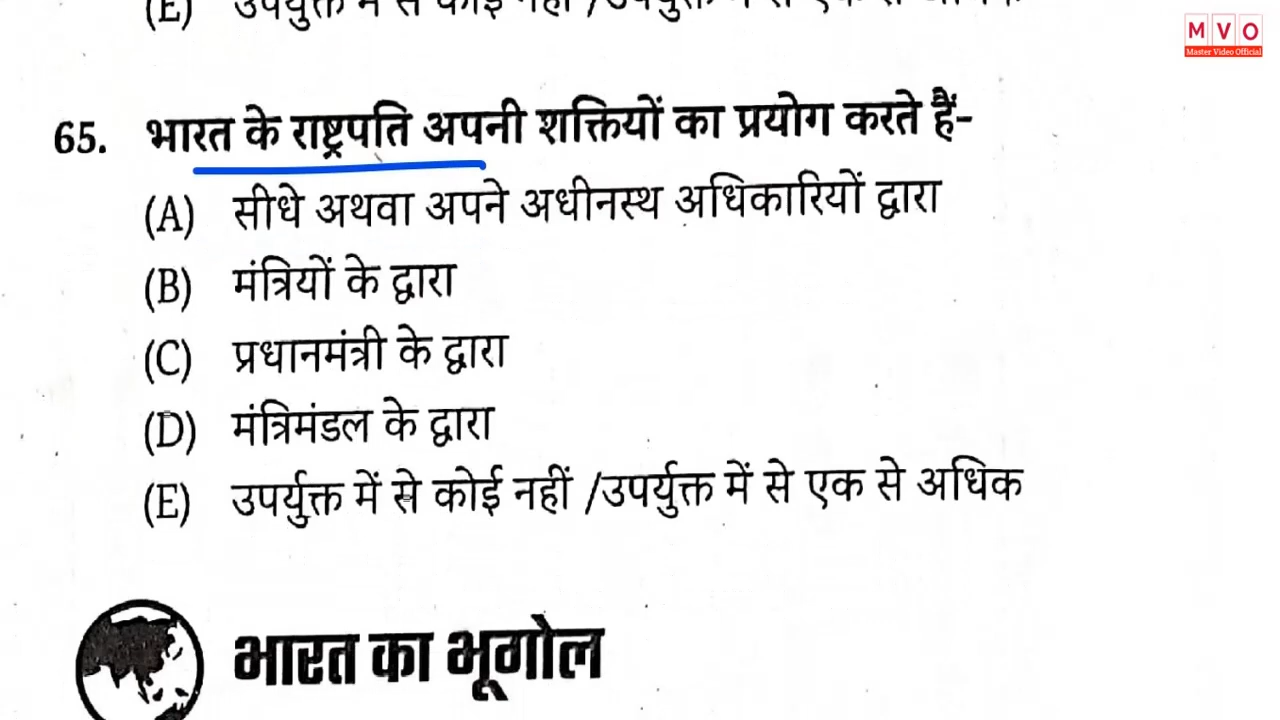 M V O
Master Video Official
65. भारत के राष्ट्रपति अपनी शक्तियों का प्रयोग करते हैं-
(A) सीधे अथवा अपने अधीनस्थ अधिकारियों द्वारा
(B) मंत्रियों के द्वारा
(C) प्रधानमंत्री के द्वारा
(D) मंत्रिमंडल के द्वारा
(E) उपर्युक्त में से कोई नहीं /उपर्युक्त में से एक से अधिक
भारत का भूगोल